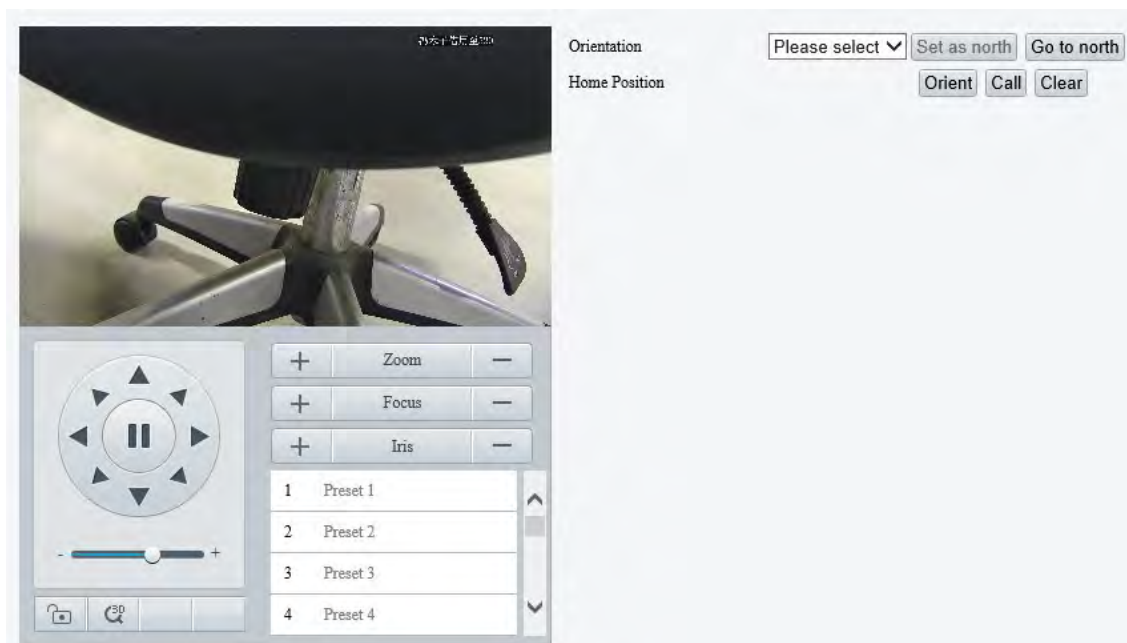 Orientation Please select Set as north Go to north
Home Position Orient Call Clear
+ Zoom −
+ Focus −
+ Iris −
1 Preset 1
2 Preset 2
3 Preset 3
4 Preset 4
- +
3D